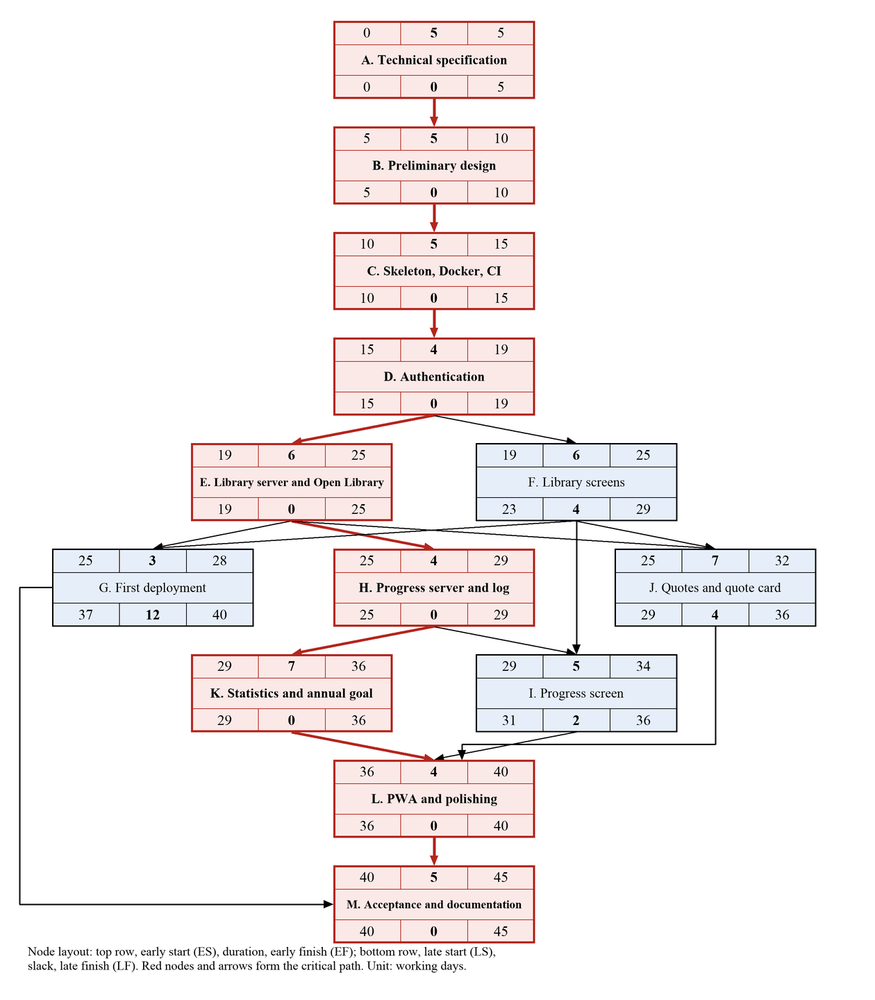 0 5 5
A. Technical specification
0 0 5
5 5 10
B. Preliminary design
5 0 10
10 5 15
C. Skeleton, Docker, CI
10 0 15
15 4 19
D. Authentication
15 0 19
19 6 25
E. Library server and Open Library
19 0 25
19 6 25
F. Library screens
23 4 29
25 3 28
G. First deployment
37 12 40
25 4 29
H. Progress server and log
25 0 29
25 7 32
J. Quotes and quote card
29 4 36
29 7 36
K. Statistics and annual goal
29 0 36
29 5 34
I. Progress screen
31 2 36
36 4 40
L. PWA and polishing
36 0 40
40 5 45
M. Acceptance and documentation
40 0 45
Node layout: top row, early start (ES), duration, early finish (EF); bottom row, late start (LS),
slack, late finish (LF). Red nodes and arrows form the critical path. Unit: working days.